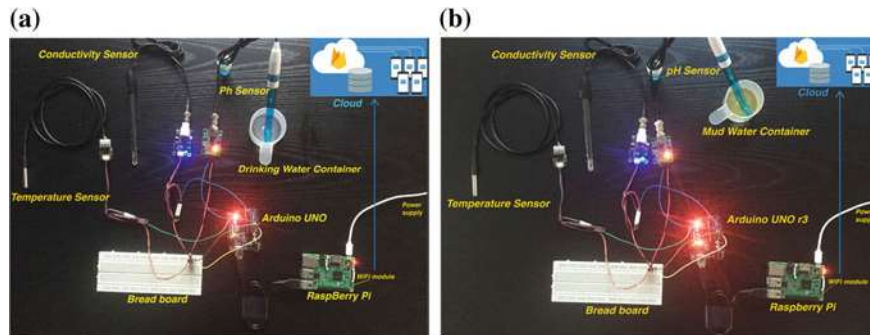 (a)
Conductivity Sensor
Ph Sensor
Cloud
Drinking Water Container
Temperature Sensor
Arduino UNO
Power
supply
WiFi module
Bread board
RaspBerry Pi
(b)
Conductivity Sensor
pH Sensor
Cloud
Mud Water Container
Temperature Sensor
Arduino UNO r3
WiFi module
Bread board
Raspberry Pi